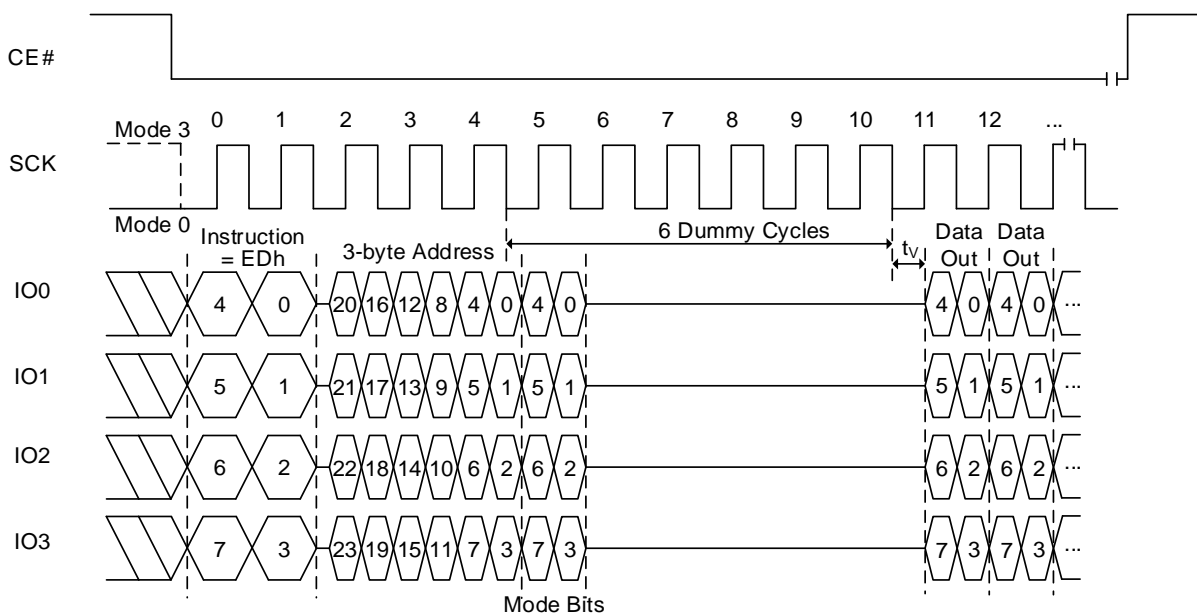 CE#
0 1 2 3 4 5 6 7 8 9 10 11 12 ...
Mode 3
SCK
Mode 0
Instruction
= EDh
3-byte Address
6 Dummy Cycles
tV
Data
Out
Data
Out
IO0 4 0 20 16 12 8 4 0 4 0 4 0 4 0 ...
IO1 5 1 21 17 13 9 5 1 5 1 5 1 5 1 ...
IO2 6 2 22 18 14 10 6 2 6 2 6 2 6 2 ...
IO3 7 3 23 19 15 11 7 3 7 3 7 3 7 3 ...
Mode Bits